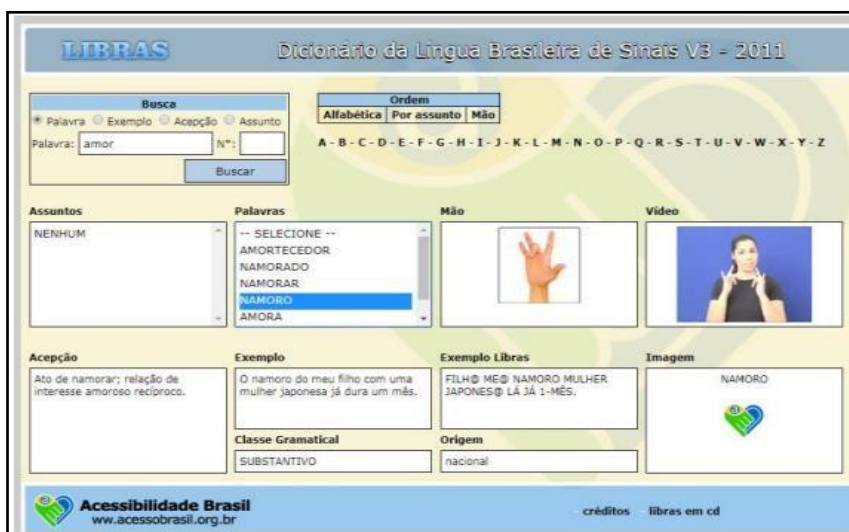 LIBRAS
Dicionário da Língua Brasileira de Sinais V3 - 2011
Busca
Palavra Exemplo Acepção Assunto
Palavra: amor N°:
Buscar
Ordem
Alfabética Por assunto Mão
A - B - C - D - E - F - G - H - I - J - K - L - M - N - O - P - Q - R - S - T - U - V - W - X - Y - Z
Assuntos
NENHUM
Palavras
-- SELECIONE --
AMORTECEDOR
NAMORADO
NAMORAR
NAMORO
AMORA
Mão
Vídeo
Acepção
Ato de namorar; relação de
interesse amoroso recíproco.
Exemplo
O namoro do meu filho com uma
mulher japonesa já dura um mês.
Exemplo Libras
FILH@ ME@ NAMORO MULHER
JAPONES@ LÁ JÁ 1-MÊS.
Imagem
NAMORO
Classe Gramatical
SUBSTANTIVO
Origem
nacional
Acessibilidade Brasil
www.acessobrasil.org.br
créditos libras em cd